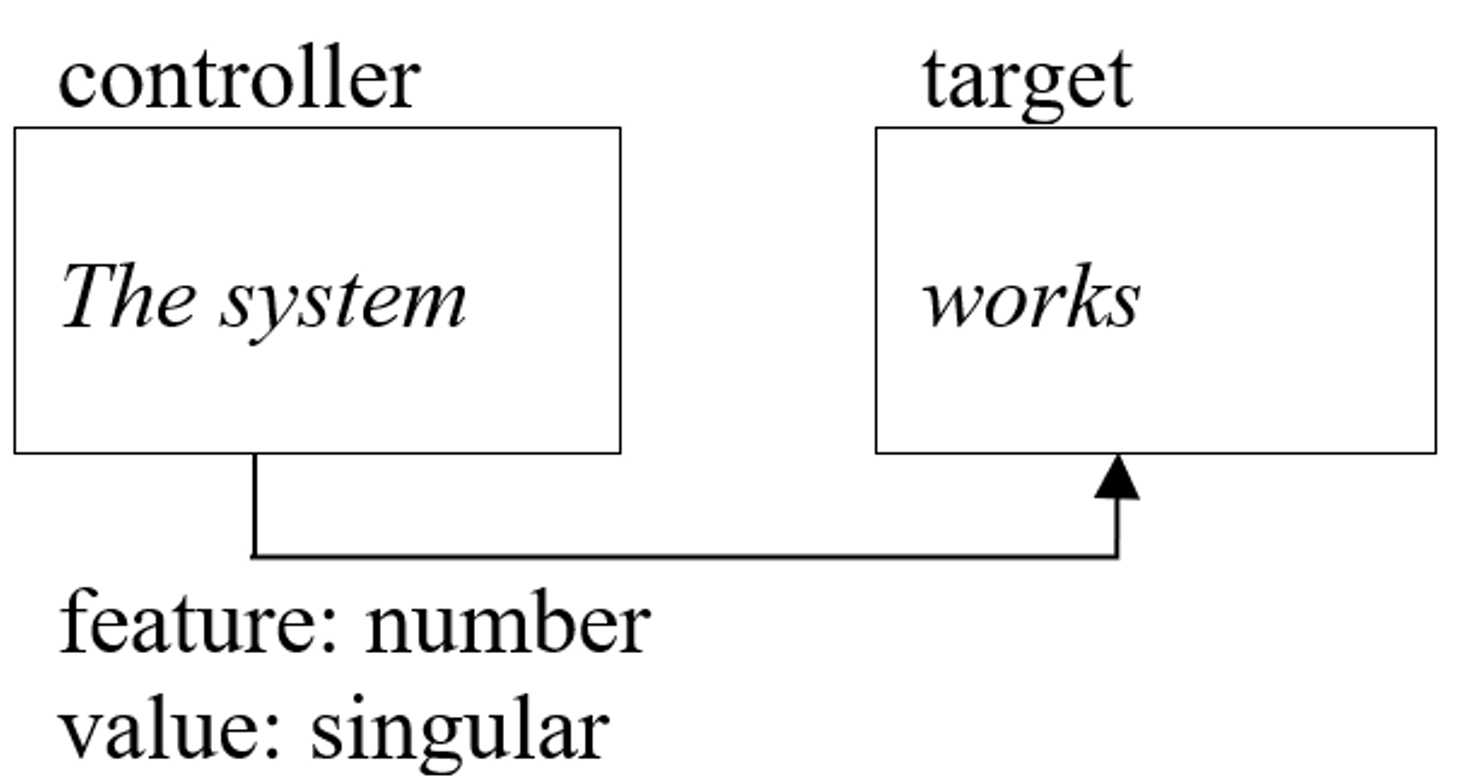 controller
target
The system
works
feature: number
value: singular